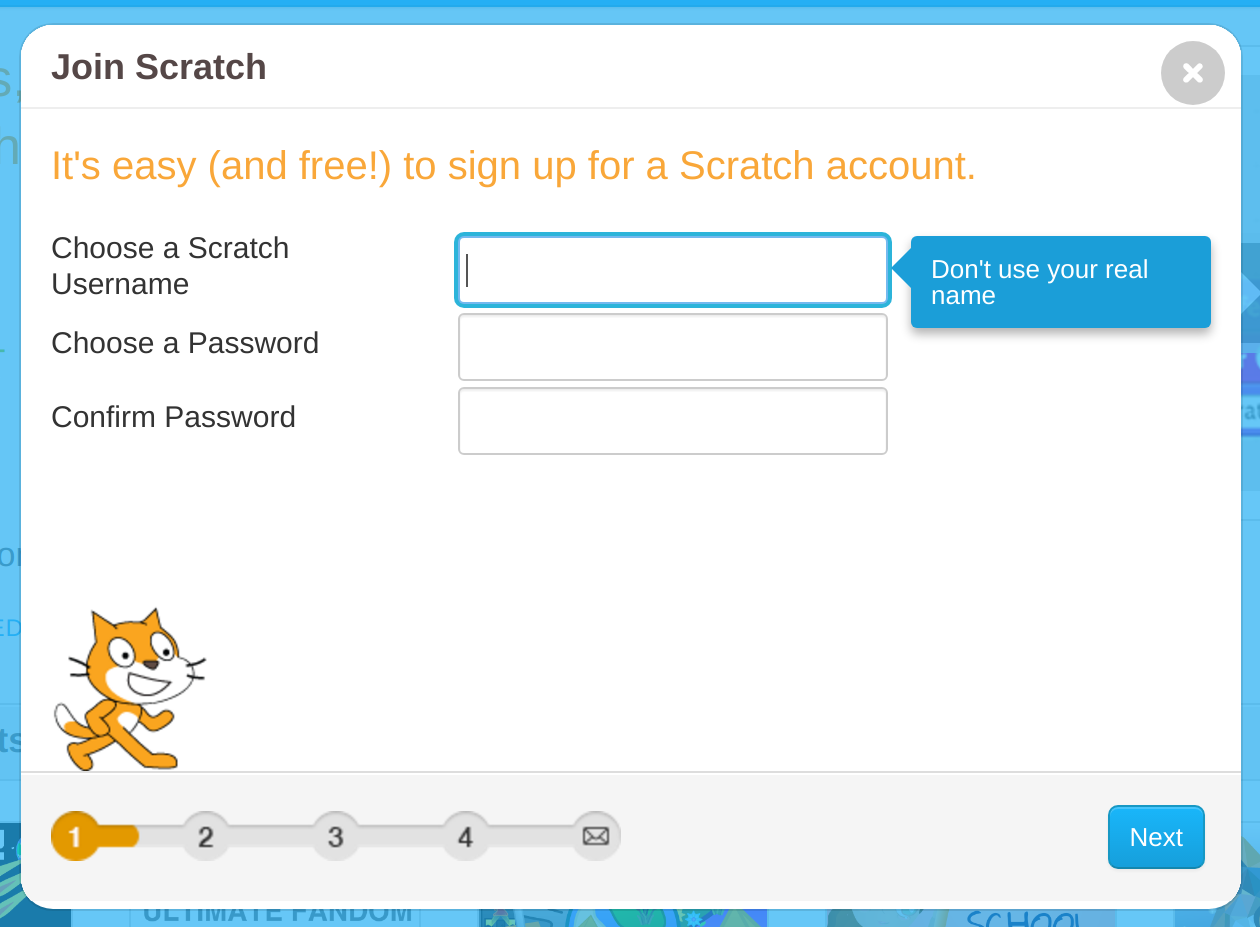 Join Scratch
It's easy (and free!) to sign up for a Scratch account.
Choose a Scratch
Username
Don't use your real
name
Choose a Password
Confirm Password
1
2
3
4
Next
ULTIMATE FANDOM
SCHOOL